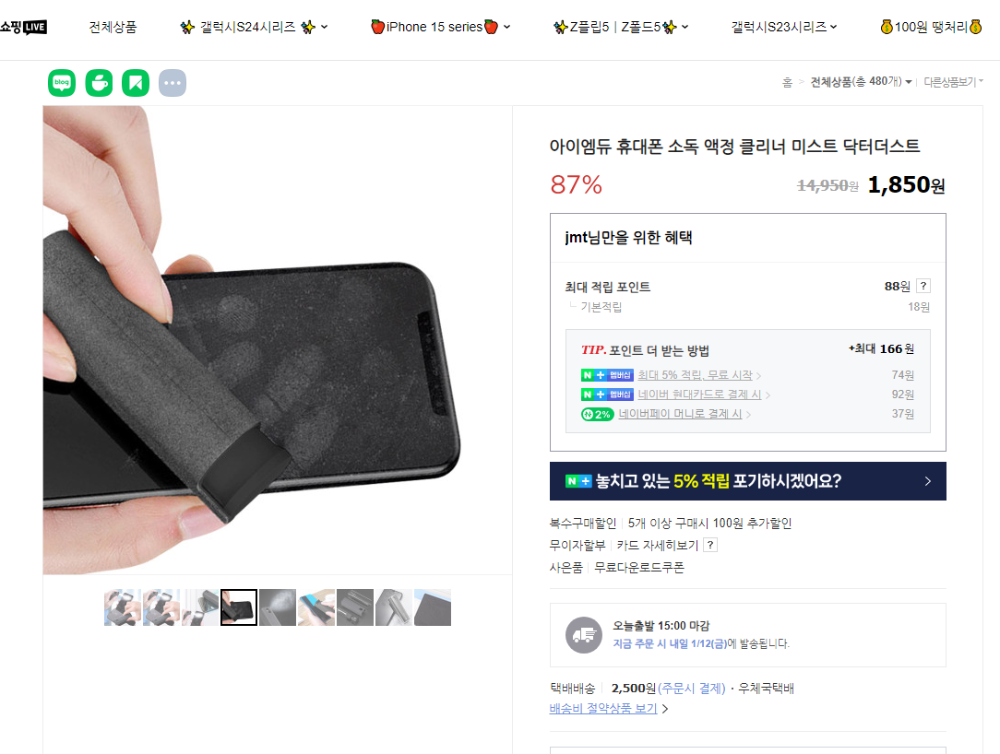 쇼핑LIVE 전체상품 ✨ 갤럭시S24시리즈 ✨ 🍎iPhone 15 series🍎 ✨Z플립5｜Z폴드5✨ 갤럭시S23시리즈 💰100원 땡처리💰
blog
홈 > 전체상품(총 480개) 다른상품보기
아이엠듀 휴대폰 소독 액정 클리너 미스트 닥터더스트
87% 14,950원 1,850원
jmt님만을 위한 혜택
최대 적립 포인트 88원 ?
기본적립 18원
TIP. 포인트 더 받는 방법 +최대 166원
N+ 멤버십 최대 5% 적립, 무료 시작 > 74원
N+ 멤버십 네이버 현대카드로 결제 시 > 92원
N 2% 네이버페이 머니로 결제 시 > 37원
N+ 놓치고 있는 5% 적립 포기하시겠어요? >
복수구매할인 5개 이상 구매시 100원 추가할인
무이자할부 카드 자세히보기 ?
사은품 무료다운로드쿠폰
오늘출발 15:00 마감
지금 주문 시 내일 1/12(금)에 발송됩니다.
택배배송 2,500원(주문시 결제) · 우체국택배
배송비 절약상품 보기 >